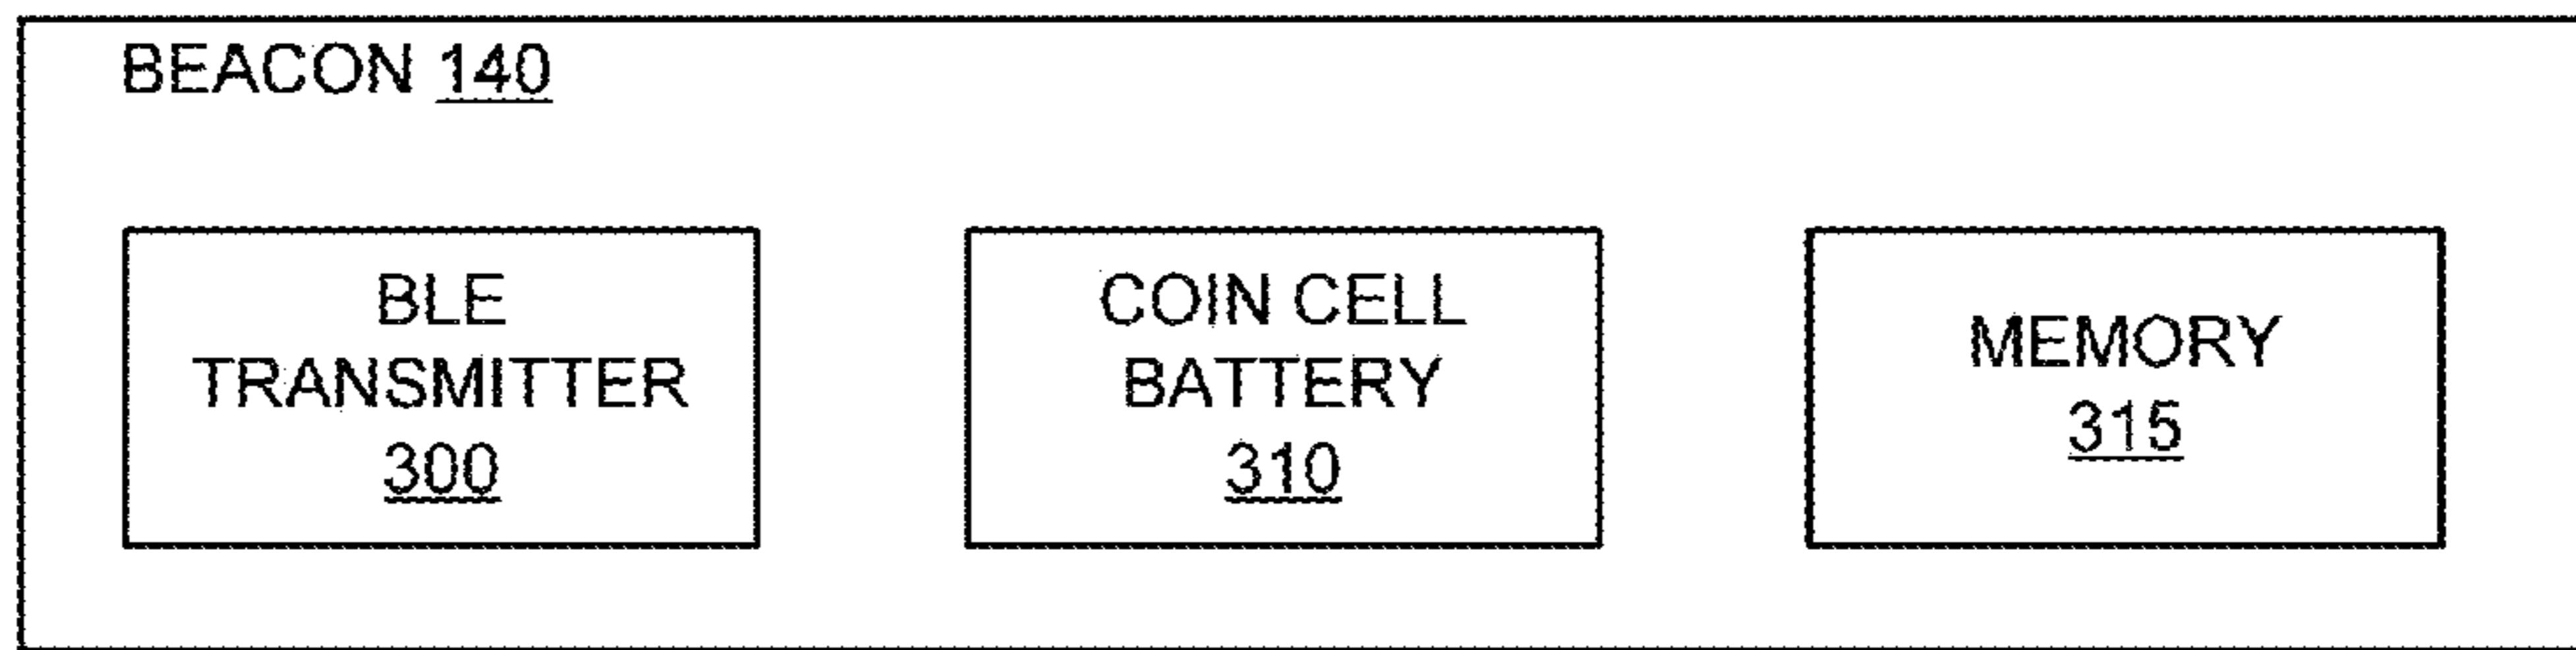 BEACON 140
BLE
TRANSMITTER
300
COIN CELL
BATTERY
310
MEMORY
315